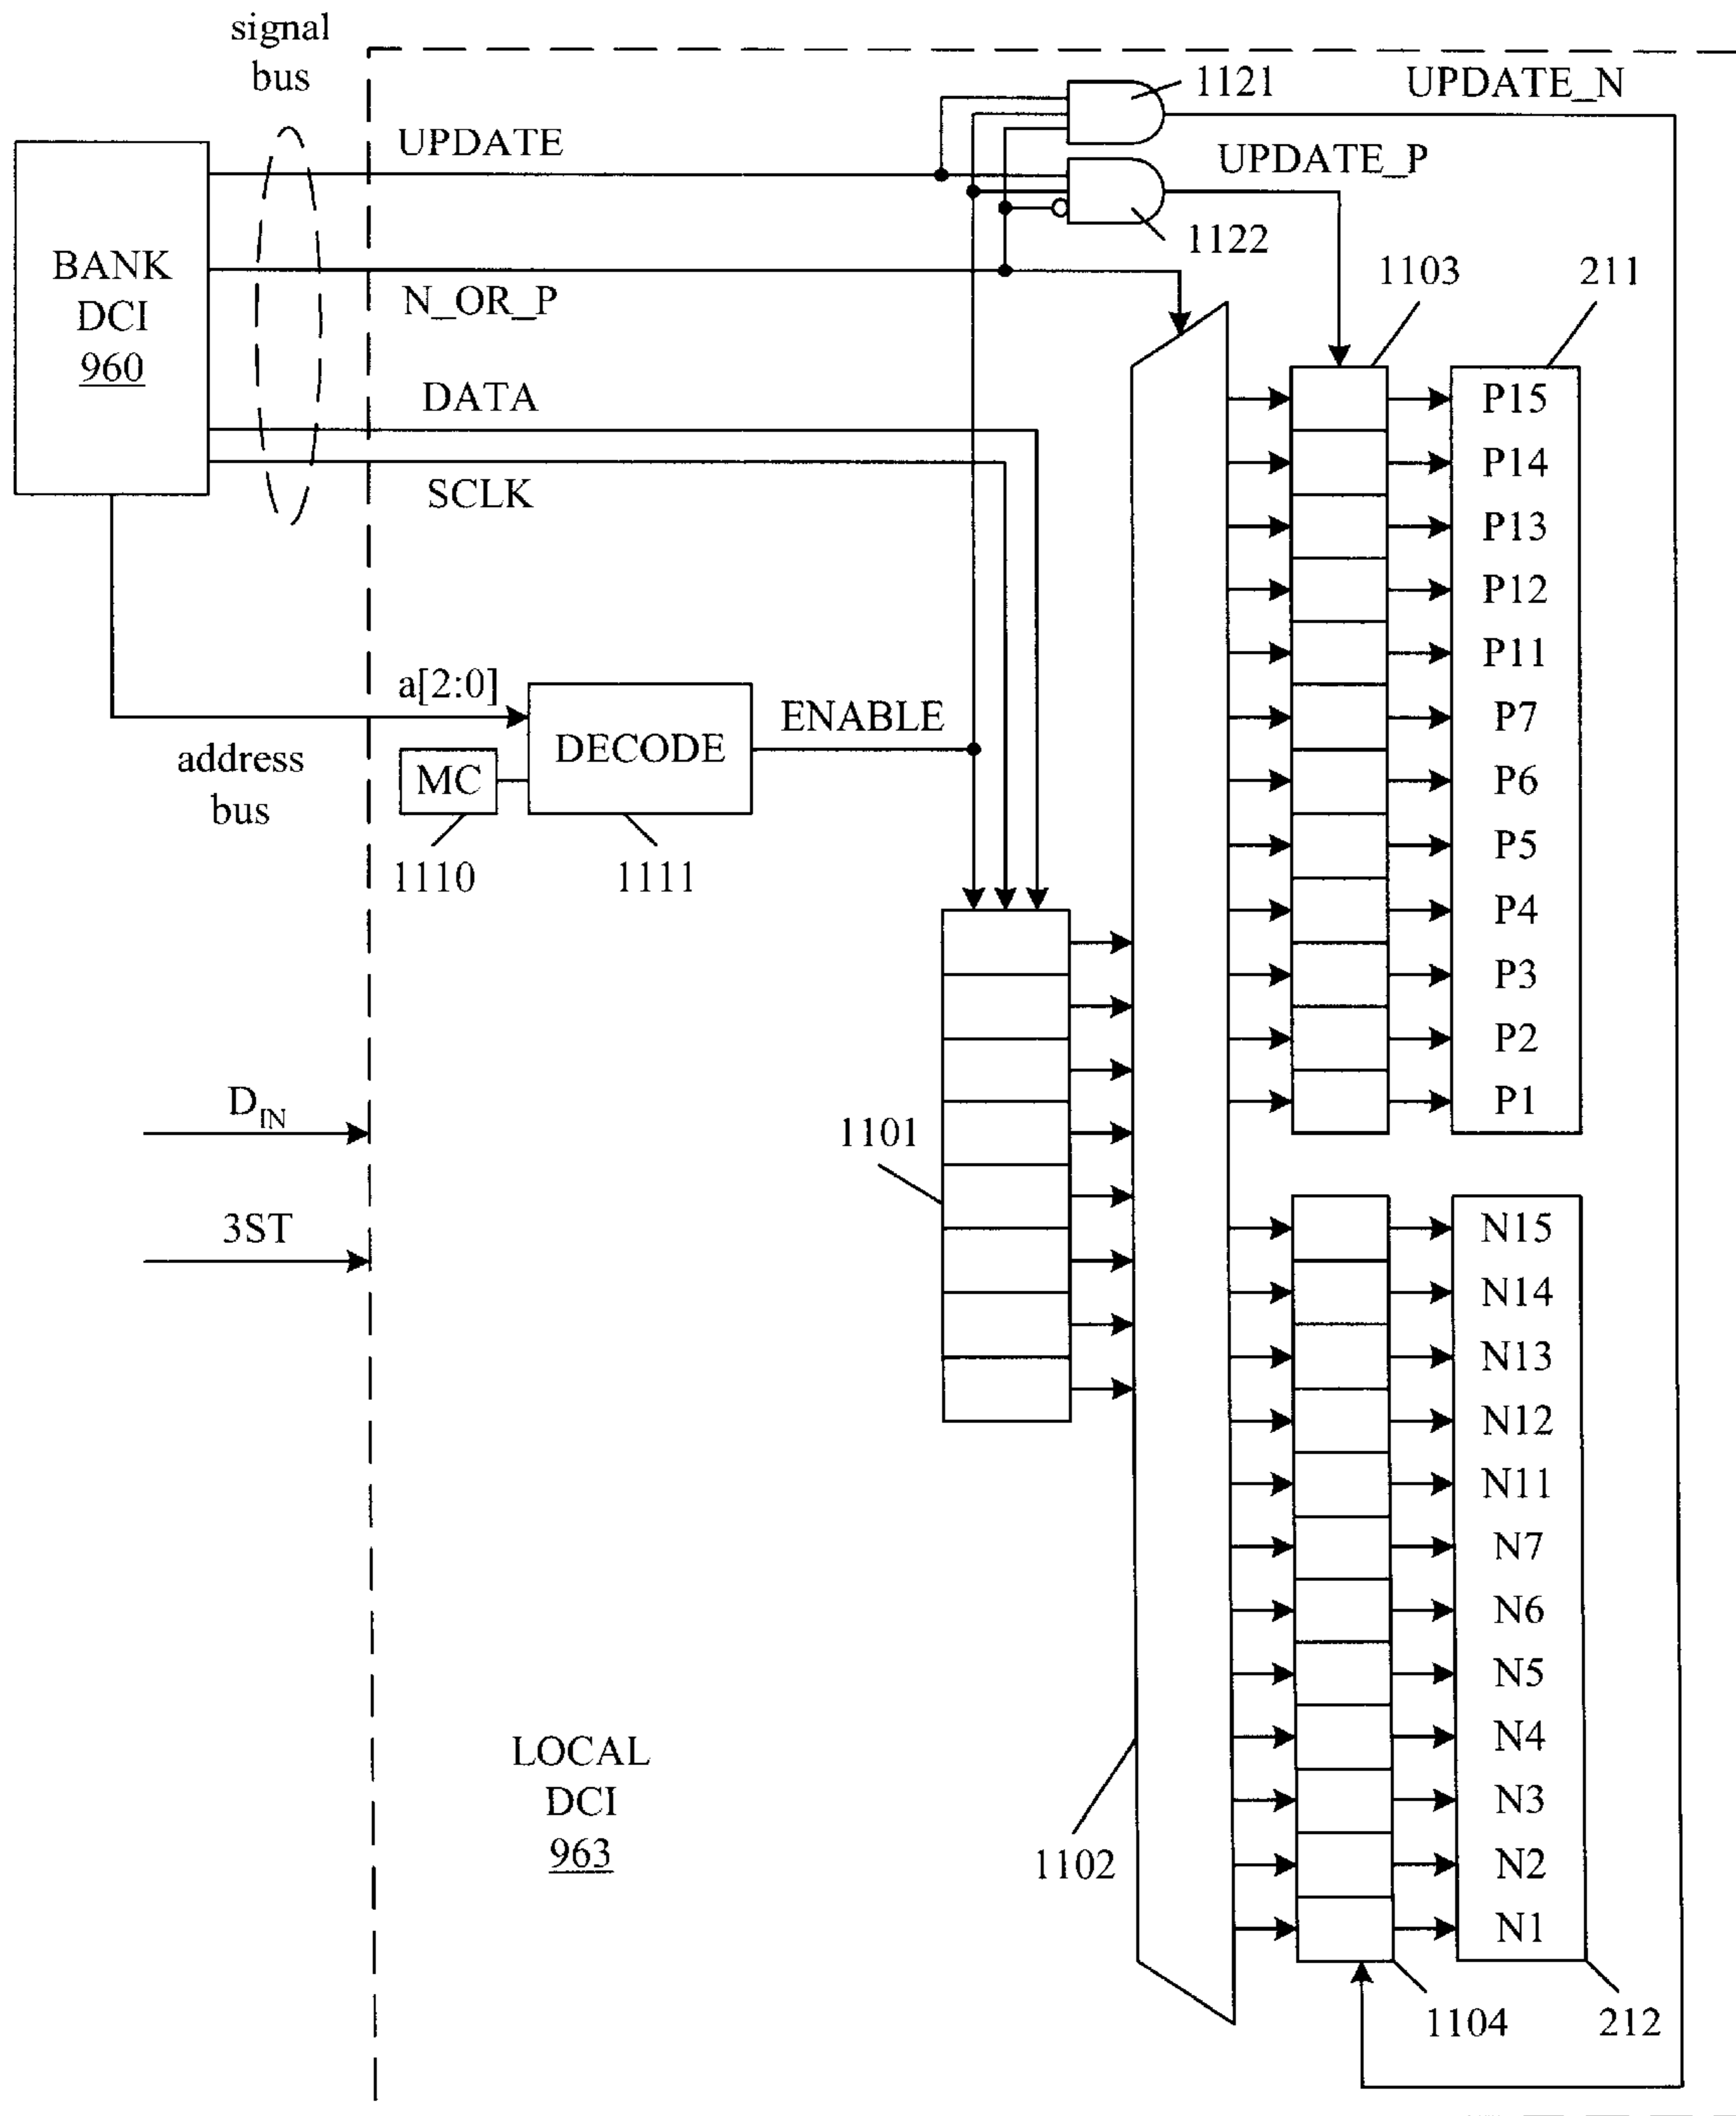 signal
bus
UPDATE
BANK
DCI
960
N_OR_P
DATA
SCLK
1121
UPDATE_N
UPDATE_P
1122
1103
211
a[2:0]
address
bus
DECODE
MC
ENABLE
1110
1111
D_IN
3ST
1101
P15
P14
P13
P12
P11
P7
P6
P5
P4
P3
P2
P1
N15
N14
N13
N12
N11
N7
N6
N5
N4
N3
N2
N1
LOCAL
DCI
963
1102
1104
212